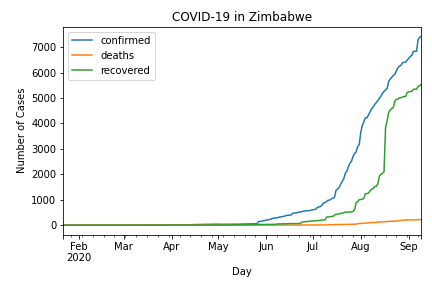 COVID-19 in Zimbabwe
confirmed
deaths
recovered
Number of Cases
7000
6000
5000
4000
3000
2000
1000
0
Feb Mar Apr May Jun Jul Aug Sep
2020
Day